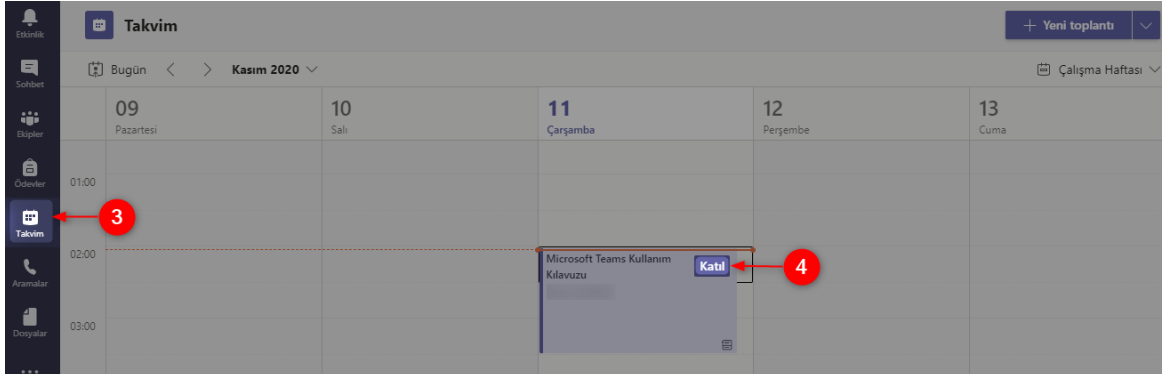 Etkinlik
Takvim
+ Yeni toplantı
Sohbet
Bugün < > Kasım 2020
Çalışma Haftası
Ekipler
09
Pazartesi
10
Salı
11
Çarşamba
12
Perşembe
13
Cuma
Ödevler
01:00
Takvim
3
02:00
Microsoft Teams Kullanım
Kılavuzu
Katıl
4
Aramalar
03:00
Dosyalar